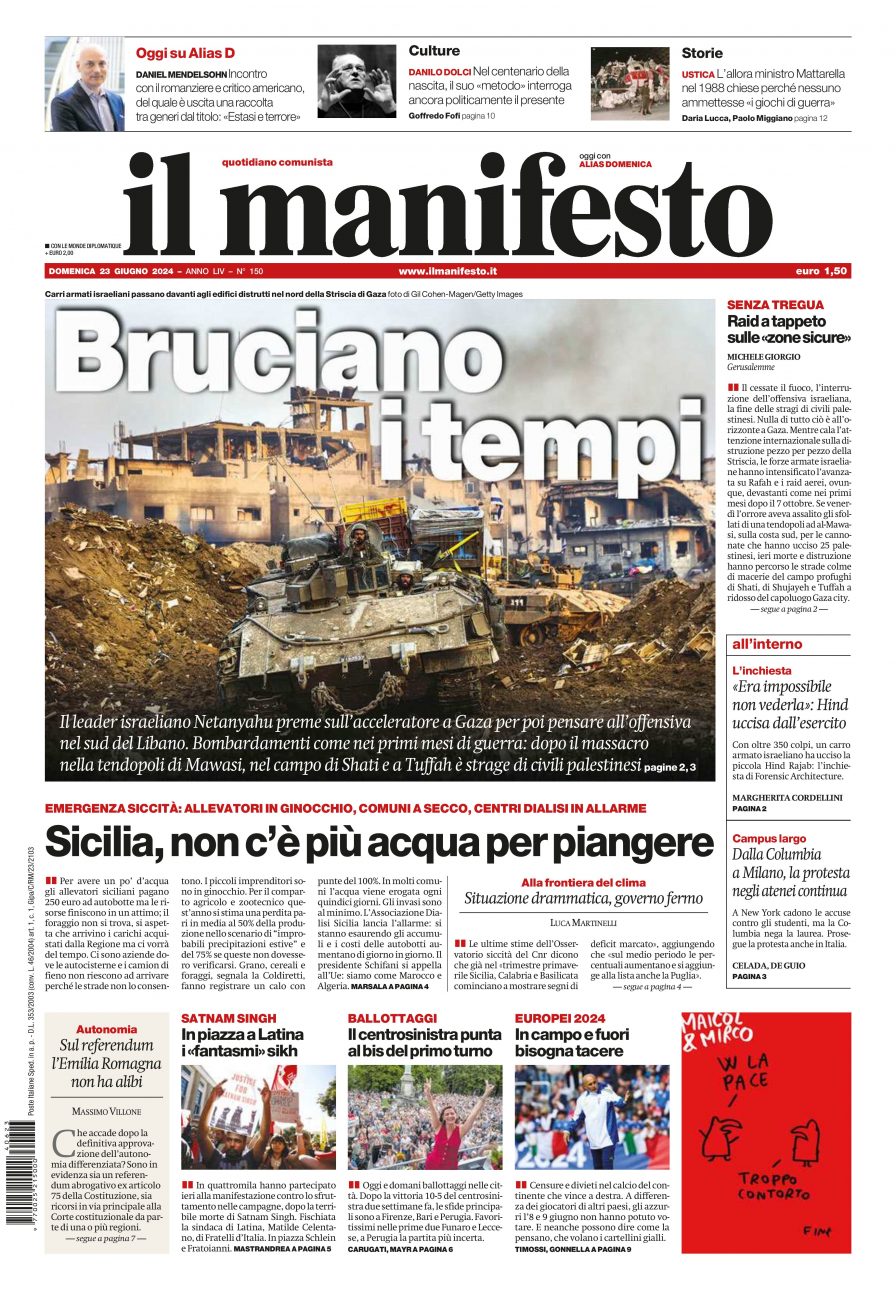 Oggi su Alias D
DANIEL MENDELSOHN Incontro
con il romanziere e critico americano,
del quale è uscita una raccolta
tra generi dal titolo: «Estasi e terrore»
Culture
DANILO DOLCI Nel centenario della
nascita, il suo «metodo» interroga
ancora politicamente il presente
Goffredo Fofi pagina 10
Storie
USTICA L'allora ministro Mattarella
nel 1988 chiese perché nessuno
ammettesse «i giochi di guerra»
Daria Lucca, Paolo Miggiano pagina 12
quotidiano comunista
oggi con
ALIAS DOMENICA
il manifesto
■ CON LE MONDE DIPLOMATIQUE
+ EURO 2,00
DOMENICA 23 GIUGNO 2024 – ANNO LIV – N° 150
www.ilmanifesto.it
euro 1,50
Carri armati israeliani passano davanti agli edifici distrutti nel nord della Striscia di Gaza foto di Gil Cohen-Magen/Getty Images
Bruciano
i tempi
Il leader israeliano Netanyahu preme sull'acceleratore a Gaza per poi pensare all'offensiva
nel sud del Libano. Bombardamenti come nei primi mesi di guerra: dopo il massacro
nella tendopoli di Mawasi, nel campo di Shati e a Tuffah è strage di civili palestinesi pagine 2, 3
SENZA TREGUA
Raid a tappeto
sulle «zone sicure»
MICHELE GIORGIO
Gerusalemme
Il cessate il fuoco, l'interru-
zione dell'offensiva israeliana,
la fine delle stragi di civili pale-
stinesi. Nulla di tutto ciò è all'o-
rizzonte a Gaza. Mentre cala l'at-
tenzione internazionale sulla di-
struzione pezzo per pezzo della
Striscia, le forze armate israelia-
ne hanno intensificato l'avanza-
ta su Rafah e i raid aerei, ovun-
que, devastanti come nei primi
mesi dopo il 7 ottobre. Se vener-
dì l'orrore aveva assalito gli sfol-
lati di una tendopoli ad al-Mawa-
si, sulla costa sud, per le canno-
nate che hanno ucciso 25 pale-
stinesi, ieri morte e distruzione
hanno percorso le strade colme
di macerie del campo profughi
di Shati, di Shujayeh e Tuffah a
ridosso del capoluogo Gaza city.
— segue a pagina 2 —
all'interno
L'inchiesta
«Era impossibile
non vederla»: Hind
uccisa dall'esercito
Con oltre 350 colpi, un carro
armato israeliano ha ucciso la
piccola Hind Rajab: l'inchie-
sta di Forensic Architecture.
MARGHERITA CORDELLINI
PAGINA 2
Campus largo
Dalla Columbia
a Milano, la protesta
negli atenei continua
A New York cadono le accuse
contro gli studenti, ma la Co-
lumbia nega la laurea. Prose-
gue la protesta anche in Italia.
CELADA, DE GUIO
PAGINA 3
EMERGENZA SICCITÀ: ALLEVATORI IN GINOCCHIO, COMUNI A SECCO, CENTRI DIALISI IN ALLARME
Sicilia, non c'è più acqua per piangere
Per avere un po' d'acqua
gli allevatori siciliani pagano
250 euro ad autobotte ma le ri-
sorse finiscono in un attimo; il
foraggio non si trova, si aspet-
ta che arrivino i carichi acqui-
stati dalla Regione ma ci vorrà
del tempo. Ci sono aziende do-
ve le autocisterne e i camion di
fieno non riescono ad arrivare
perché le strade non lo consen-
tono. I piccoli imprenditori so-
no in ginocchio. Per il compar-
to agricolo e zootecnico que-
st'anno si stima una perdita pa-
ri in media al 50% della produ-
zione nello scenario di "impro-
babili precipitazioni estive" e
del 75% se queste non dovesse-
ro verificarsi. Grano, cereali e
foraggi, segnala la Coldiretti,
fanno registrare un calo con
punte del 100%. In molti comu-
ni l'acqua viene erogata ogni
quindici giorni. Gli invasi sono
al minimo. L'Associazione Dia-
lisi Sicilia lancia l'allarme: si
stanno esaurendo gli accumu-
li e i costi delle autobotti au-
mentano di giorno in giorno. Il
presidente Schifani si appella
all'Ue: siamo come Marocco e
Algeria. MARSALA A PAGINA 4
Alla frontiera del clima
Situazione drammatica, governo fermo
LUCA MARTINELLI
Le ultime stime dell'Osser-
vatorio siccità del Cnr dicono
che già nel «trimestre primave-
rile Sicilia, Calabria e Basilicata
cominciano a mostrare segni di
deficit marcato», aggiungendo
che «sul medio periodo le per-
centuali aumentano e si aggiun-
ge alla lista anche la Puglia».
— segue a pagina 4 —
Autonomia
Sul referendum
l'Emilia Romagna
non ha alibi
MASSIMO VILLONE
Che accade dopo la
definitiva approva-
zione dell'autono-
mia differenziata? Sono in
evidenza sia un referen-
dum abrogativo ex articolo
75 della Costituzione, sia
ricorsi in via principale alla
Corte costituzionale da par-
te di una o più regioni.
— segue a pagina 7 —
SATNAM SINGH
In piazza a Latina
i «fantasmi» sikh
JUSTICE
FOR
SATNAM SINGH
In quattromila hanno partecipato
ieri alla manifestazione contro lo sfrut-
tamento nelle campagne, dopo la terri-
bile morte di Satnam Singh. Fischiata
la sindaca di Latina, Matilde Celenta-
no, di Fratelli d'Italia. In piazza Schlein
e Fratoianni. MASTRANDREA A PAGINA 5
BALLOTTAGGI
Il centrosinistra punta
al bis del primo turno
Oggi e domani ballottaggi nelle cit-
tà. Dopo la vittoria 10-5 del centrosini-
stra due settimane fa, le sfide principa-
li sono a Firenze, Bari e Perugia. Favori-
tissimi nelle prime due Funaro e Lecce-
se, a Perugia la partita più incerta.
CARUGATI, MAYR A PAGINA 6
EUROPEI 2024
In campo e fuori
bisogna tacere
2024
Censure e divieti nel calcio del con-
tinente che vince a destra. A differenza
dei giocatori di altri paesi, gli azzur-
ri l'8 e 9 giugno non hanno potuto vo-
tare. E neanche possono dire come la
pensano, che volano i cartellini gialli.
TIMOSSI, GONNELLA A PAGINA 9
MAICOL
& MIRCO
W LA
PACE
TROPPO
CONTORTO
FINE
Poste Italiane Sped. in a.p. - D.L. 353/2003 (conv. L. 46/2004) art. 1, c. 1, Gipa/C/RM/23/2103
40623
9 770025 215000